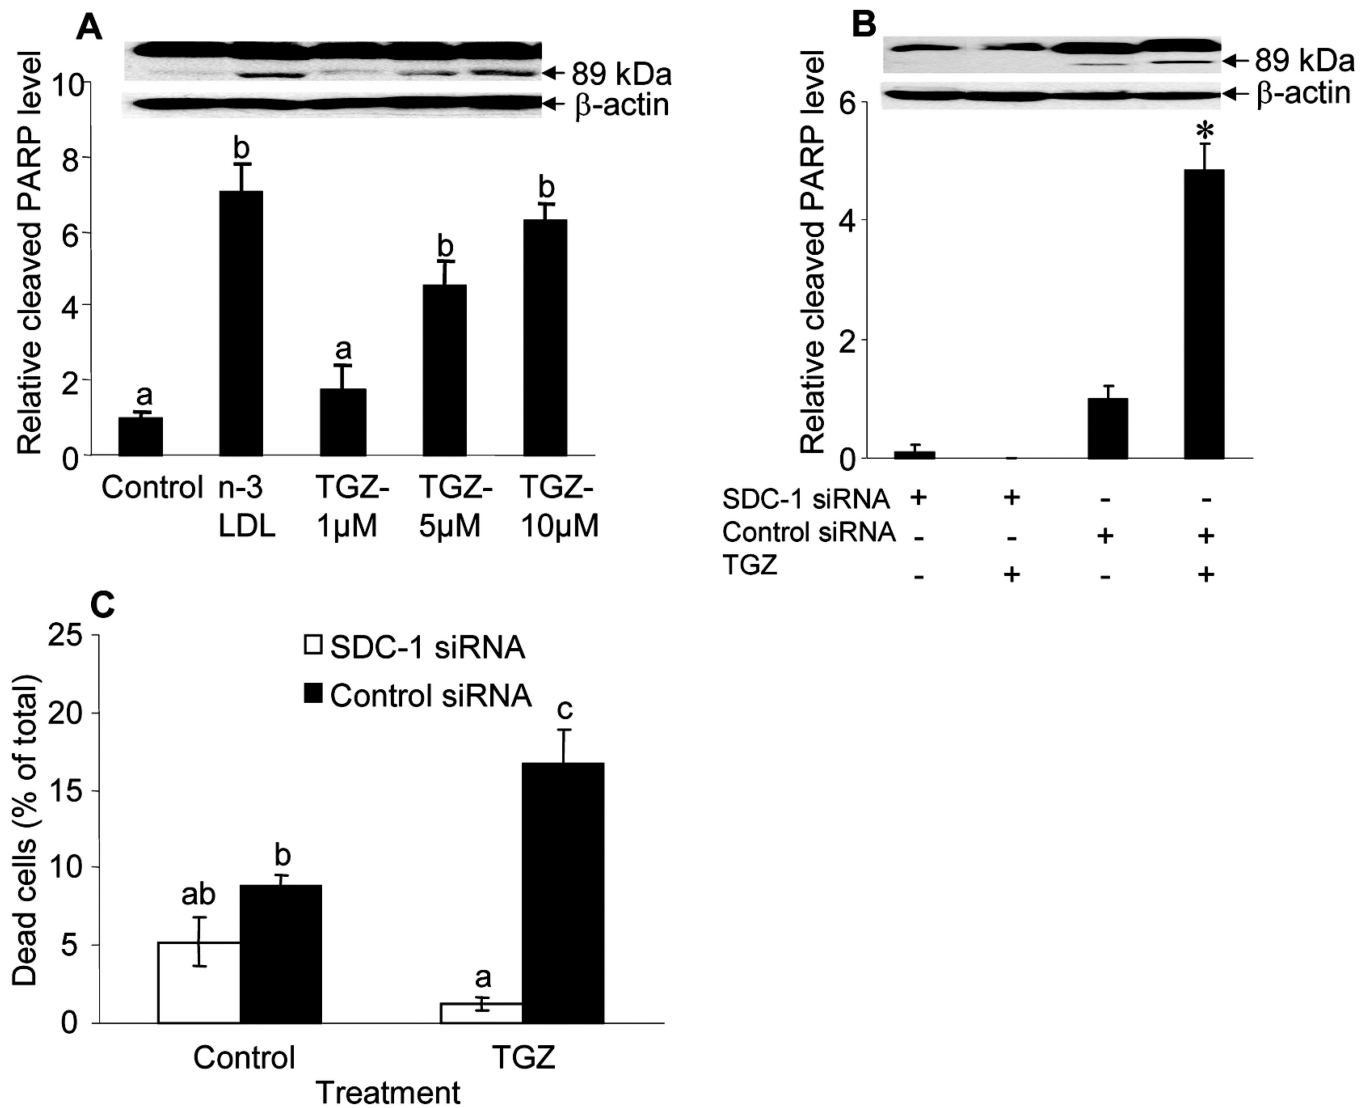 A
89 kDa
β-actin
Relative cleaved PARP level
10
8
6
4
2
0
a
b
a
b
b
Control
n-3
LDL
TGZ-
1µM
TGZ-
5µM
TGZ-
10µM
B
89 kDa
β-actin
Relative cleaved PARP level
6
4
2
0
*
SDC-1 siRNA + + - -
Control siRNA - - + +
TGZ - + - +
C
Dead cells (% of total)
25
20
15
10
5
0
SDC-1 siRNA
Control siRNA
ab
b
a
c
Control
TGZ
Treatment